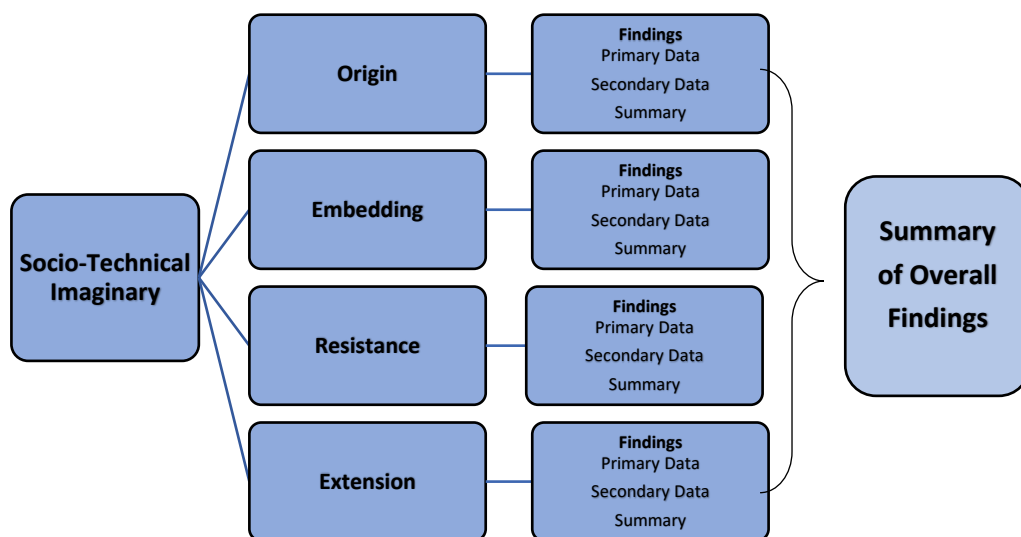 Socio-Technical
Imaginary
Origin
Findings
Primary Data
Secondary Data
Summary
Embedding
Findings
Primary Data
Secondary Data
Summary
Resistance
Findings
Primary Data
Secondary Data
Summary
Extension
Findings
Primary Data
Secondary Data
Summary
Summary
of Overall
Findings